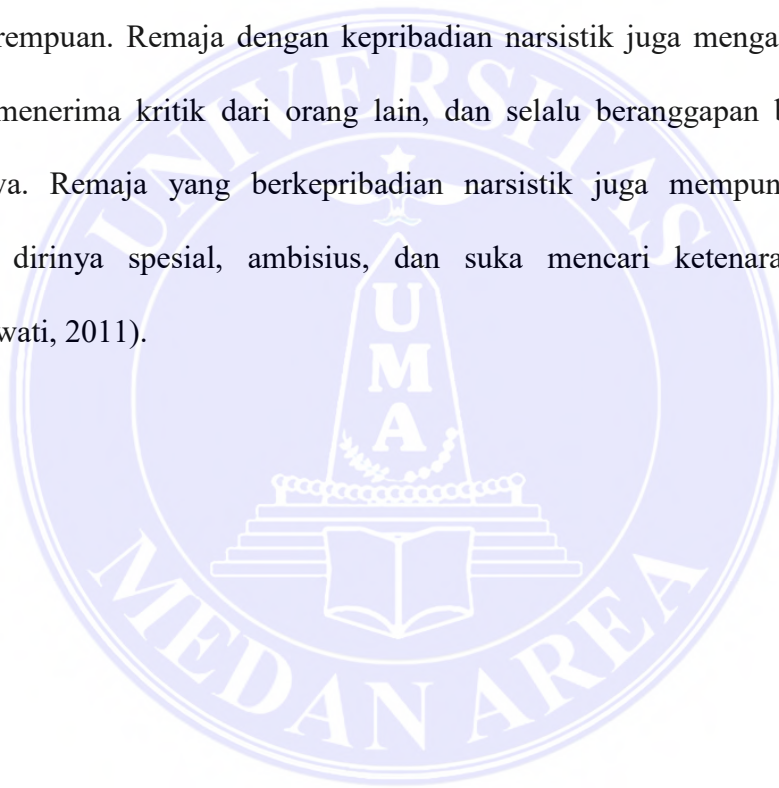 rempuan. Remaja dengan kepribadian narsistik juga menga
menerima kritik dari orang lain, dan selalu beranggapan b
ya. Remaja yang berkepribadian narsistik juga mempun
dirinya spesial, ambisius, dan suka mencari ketenara
wati, 2011).
UNIVERSITAS
UMA
MEDAN AREA